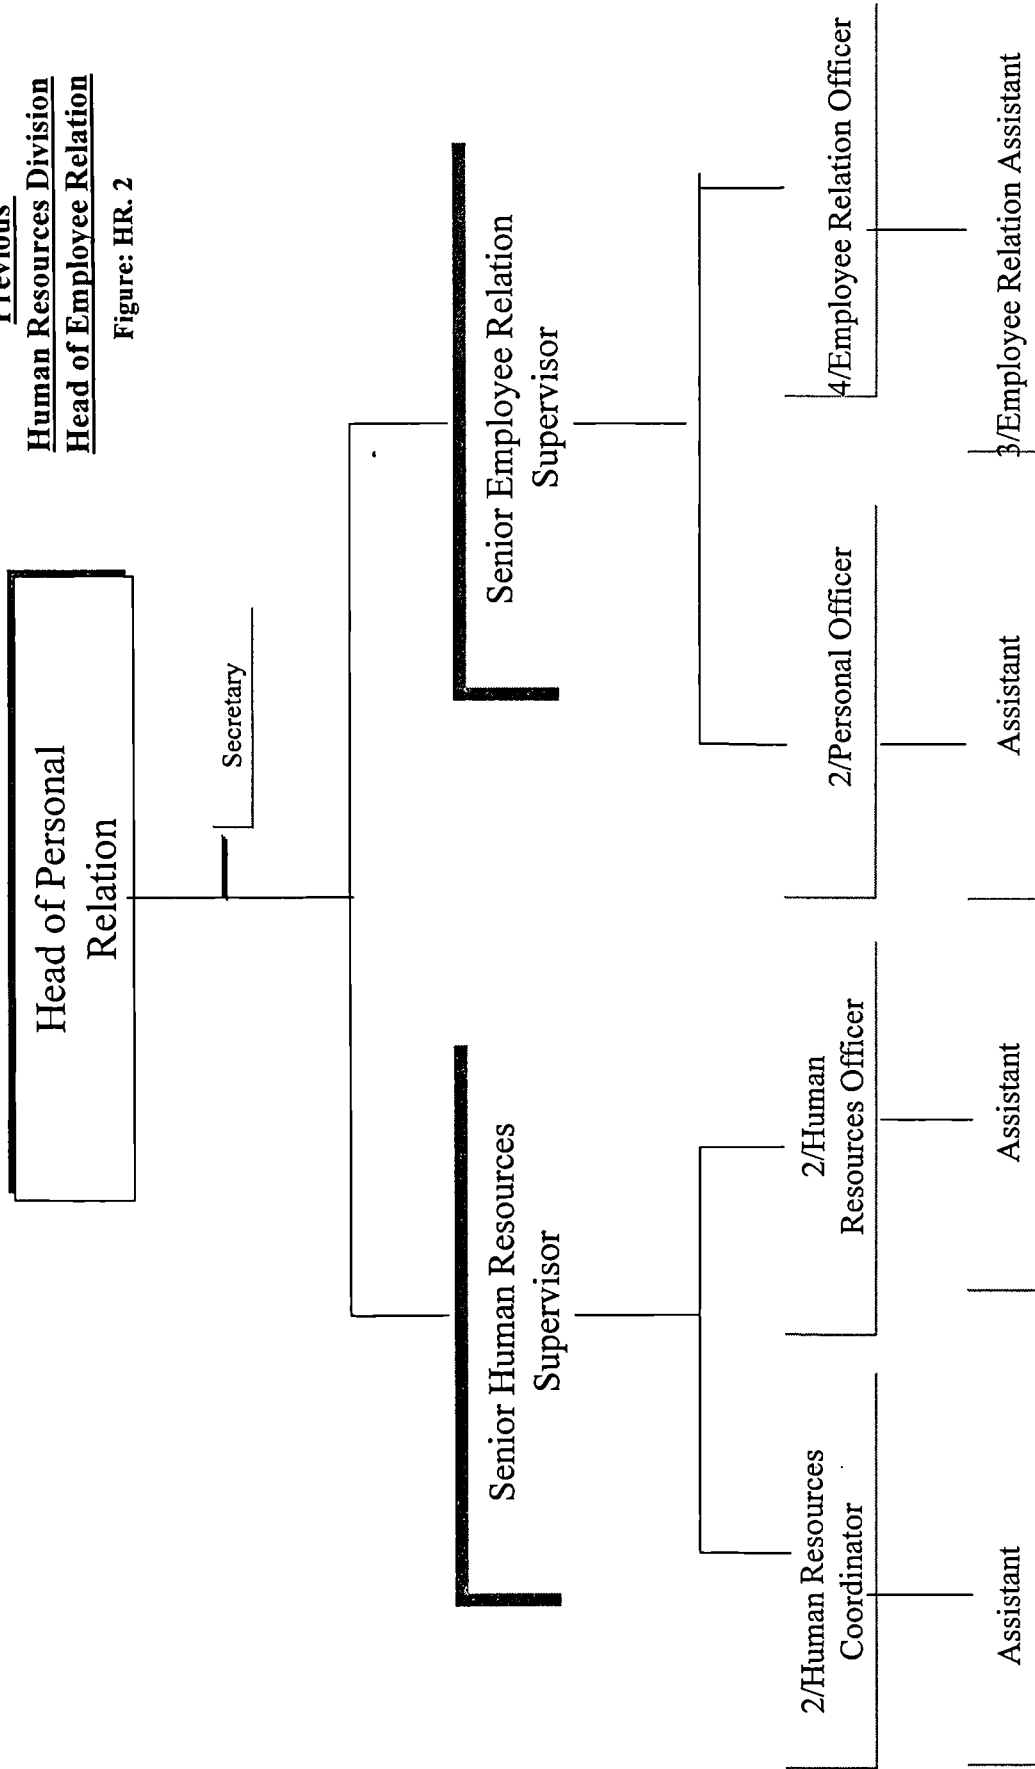 Previous
Human Resources Division
Head of Employee Relation
Figure: HR. 2
Head of Personal
Relation
Secretary
Senior Human Resources
Supervisor
Senior Employee Relation
Supervisor
2/Human Resources
Coordinator
2/Human
Resources Officer
2/Personal Officer
4/Employee Relation Officer
Assistant
Assistant
Assistant
3/Employee Relation Assistant